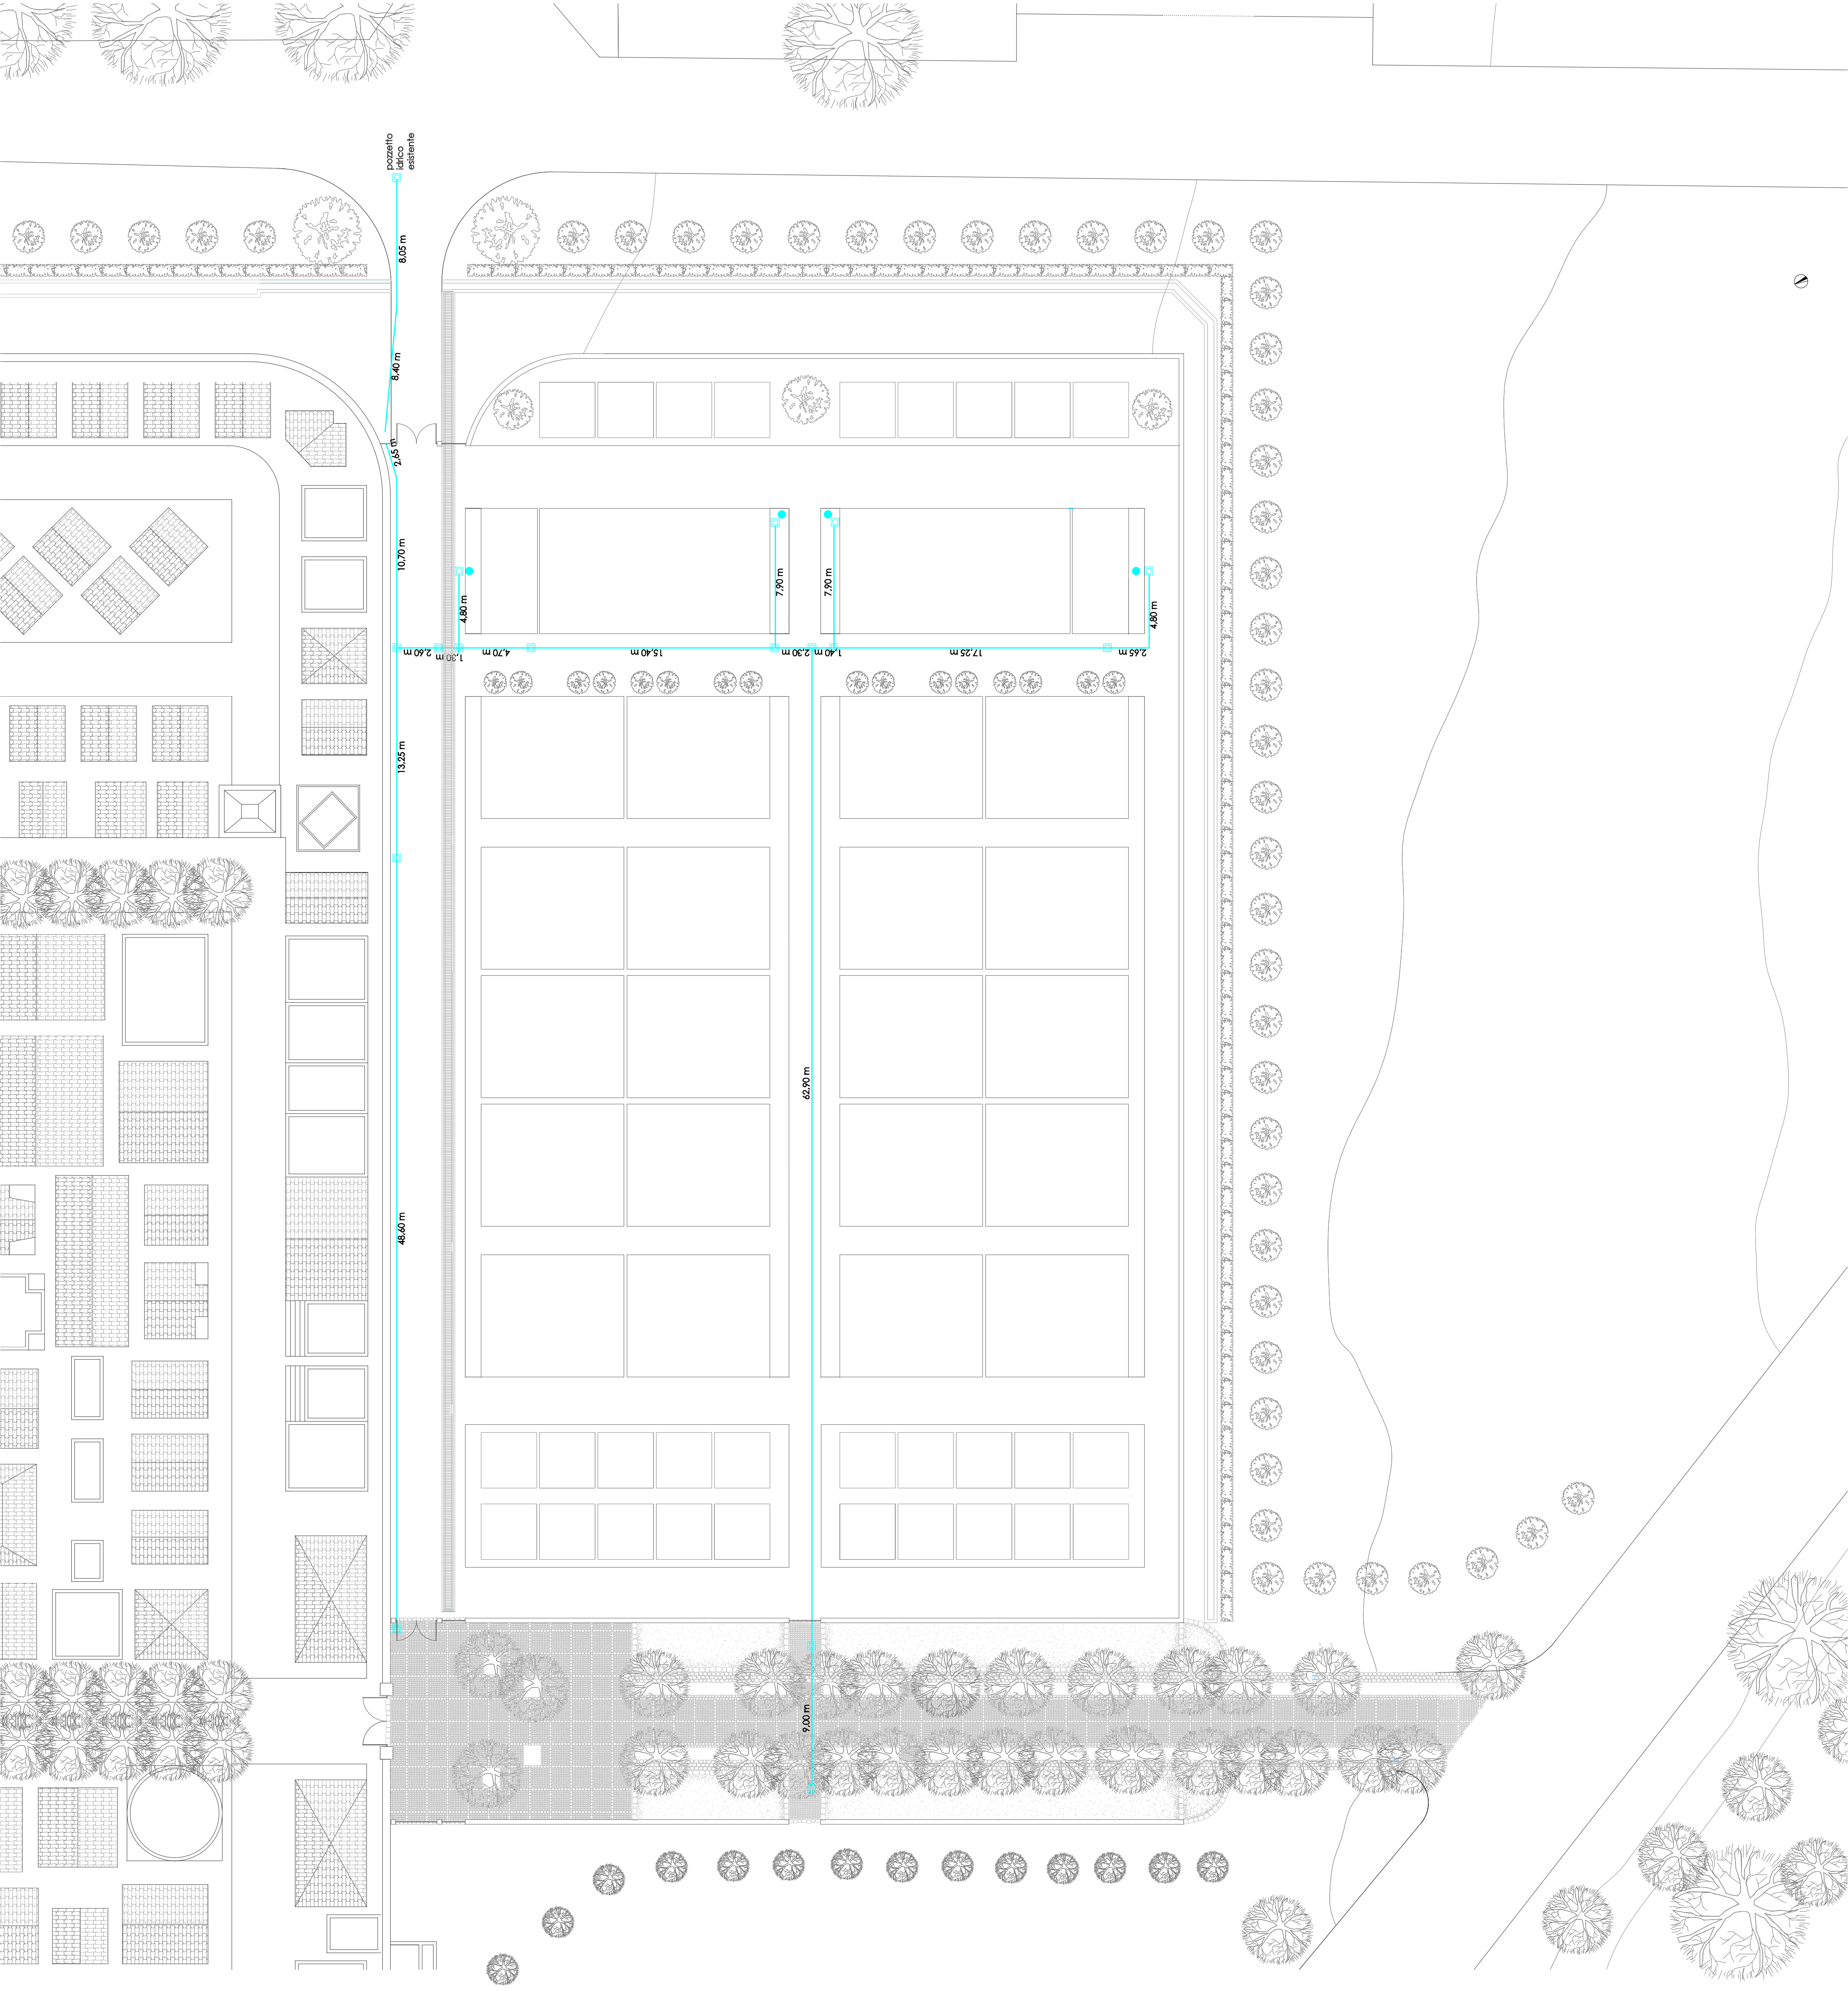 pozzetto
idrico
esistente
8,05 m
8,40 m
2,65 m
10,70 m
4,80 m
7,90 m
7,90 m
4,80 m
2,60 m
1,30 m
4,70 m
15,40 m
2,30 m
1,40 m
17,25 m
2,65 m
13,25 m
62,90 m
48,60 m
9,00 m